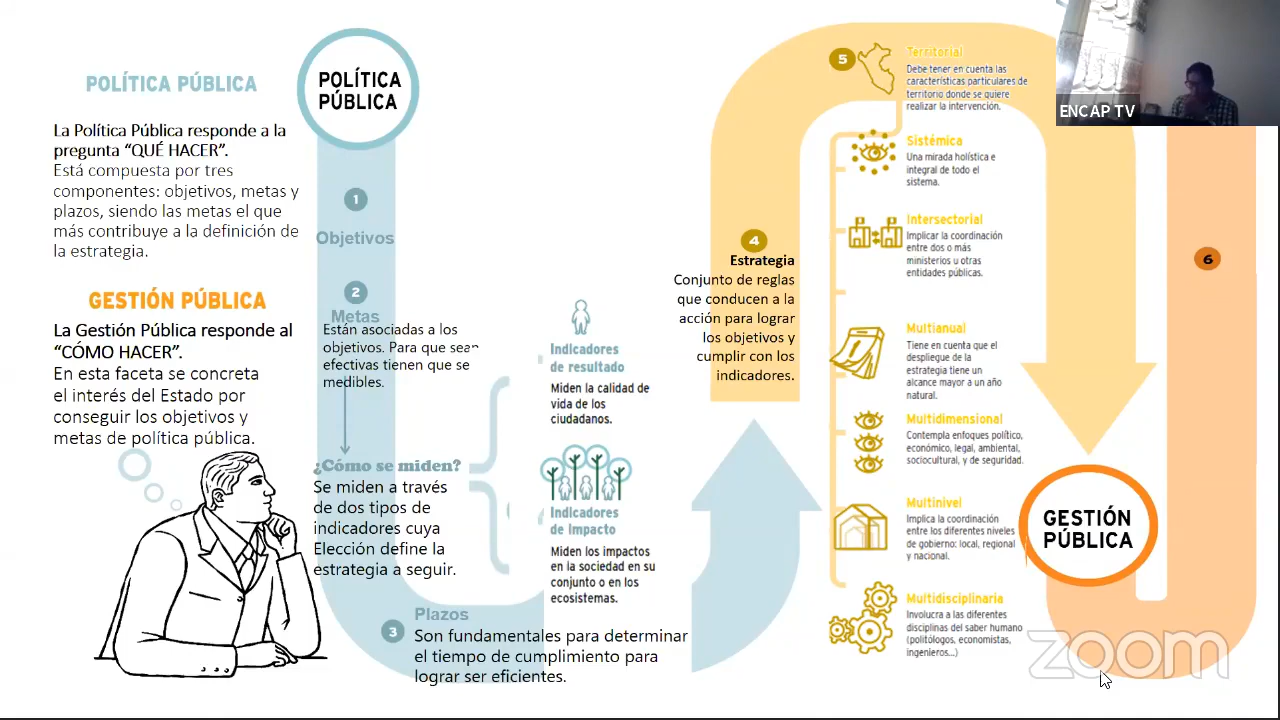 POLÍTICA PÚBLICA
La Política Pública responde a la
pregunta “QUÉ HACER”.
Está compuesta por tres
componentes: objetivos, metas y
plazos, siendo las metas el que
más contribuye a la definición de
la estrategia.
GESTIÓN PÚBLICA
La Gestión Pública responde al
“CÓMO HACER”.
En esta faceta se concreta
el interés del Estado por
conseguir los objetivos y
metas de política pública.
POLÍTICA
PÚBLICA
1
Objetivos
2
Metas
Están asociadas a los
objetivos. Para que sean
efectivas tienen que se
medibles.
¿Cómo se miden?
Se miden a través
de dos tipos de
indicadores cuya
Elección define la
estrategia a seguir.
3
Plazos
Son fundamentales para determinar
el tiempo de cumplimiento para
lograr ser eficientes.
Indicadores
de resultado
Miden la calidad de
vida de los
ciudadanos.
Indicadores
de Impacto
Miden los impactos
en la sociedad en su
conjunto o en los
ecosistemas.
4
Estrategia
Conjunto de reglas
que conducen a la
acción para lograr
los objetivos y
cumplir con los
indicadores.
5
Territorial
Debe tener en cuenta las
características particulares de
territorio donde se quiere
realizar la intervención.
Sistémica
Una mirada holística e
integral de todo el
sistema.
Intersectorial
Implicar la coordinación
entre dos o más
ministerios u otras
entidades públicas.
Multianual
Tiene en cuenta que el
despliegue de la
estrategia tiene un
alcance mayor a un año
natural.
Multidimensional
Contempla enfoques político,
económico, legal, ambiental,
sociocultural, y de seguridad.
Multinivel
Implica la coordinación
entre los diferentes niveles
de gobierno: local, regional
y nacional.
Multidisciplinaria
Involucra a las diferentes
disciplinas del saber humano
(politólogos, economistas,
ingenieros...)
GESTIÓN
PÚBLICA
6
ENCAP TV
zoom